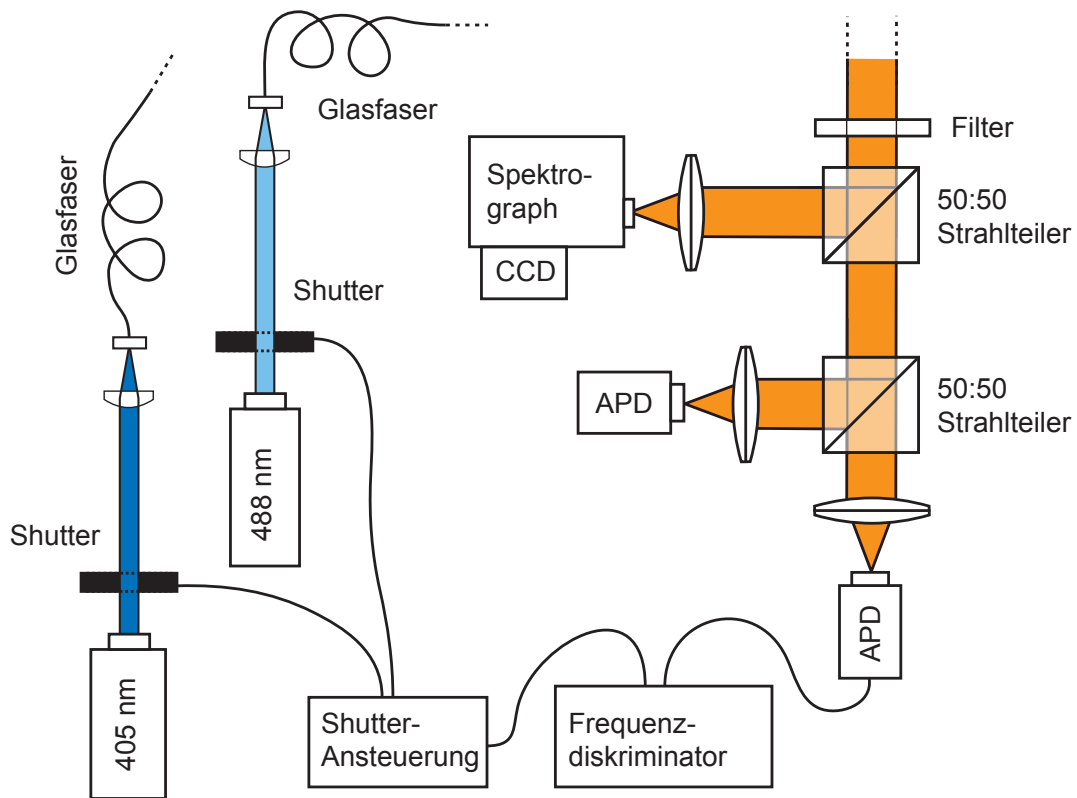 Glasfaser
Glasfaser
Filter
Spektro-
graph
CCD
50:50
Strahlteiler
Shutter
APD
50:50
Strahlteiler
488 nm
Shutter
405 nm
APD
Shutter-
Ansteuerung
Frequenz-
diskriminator